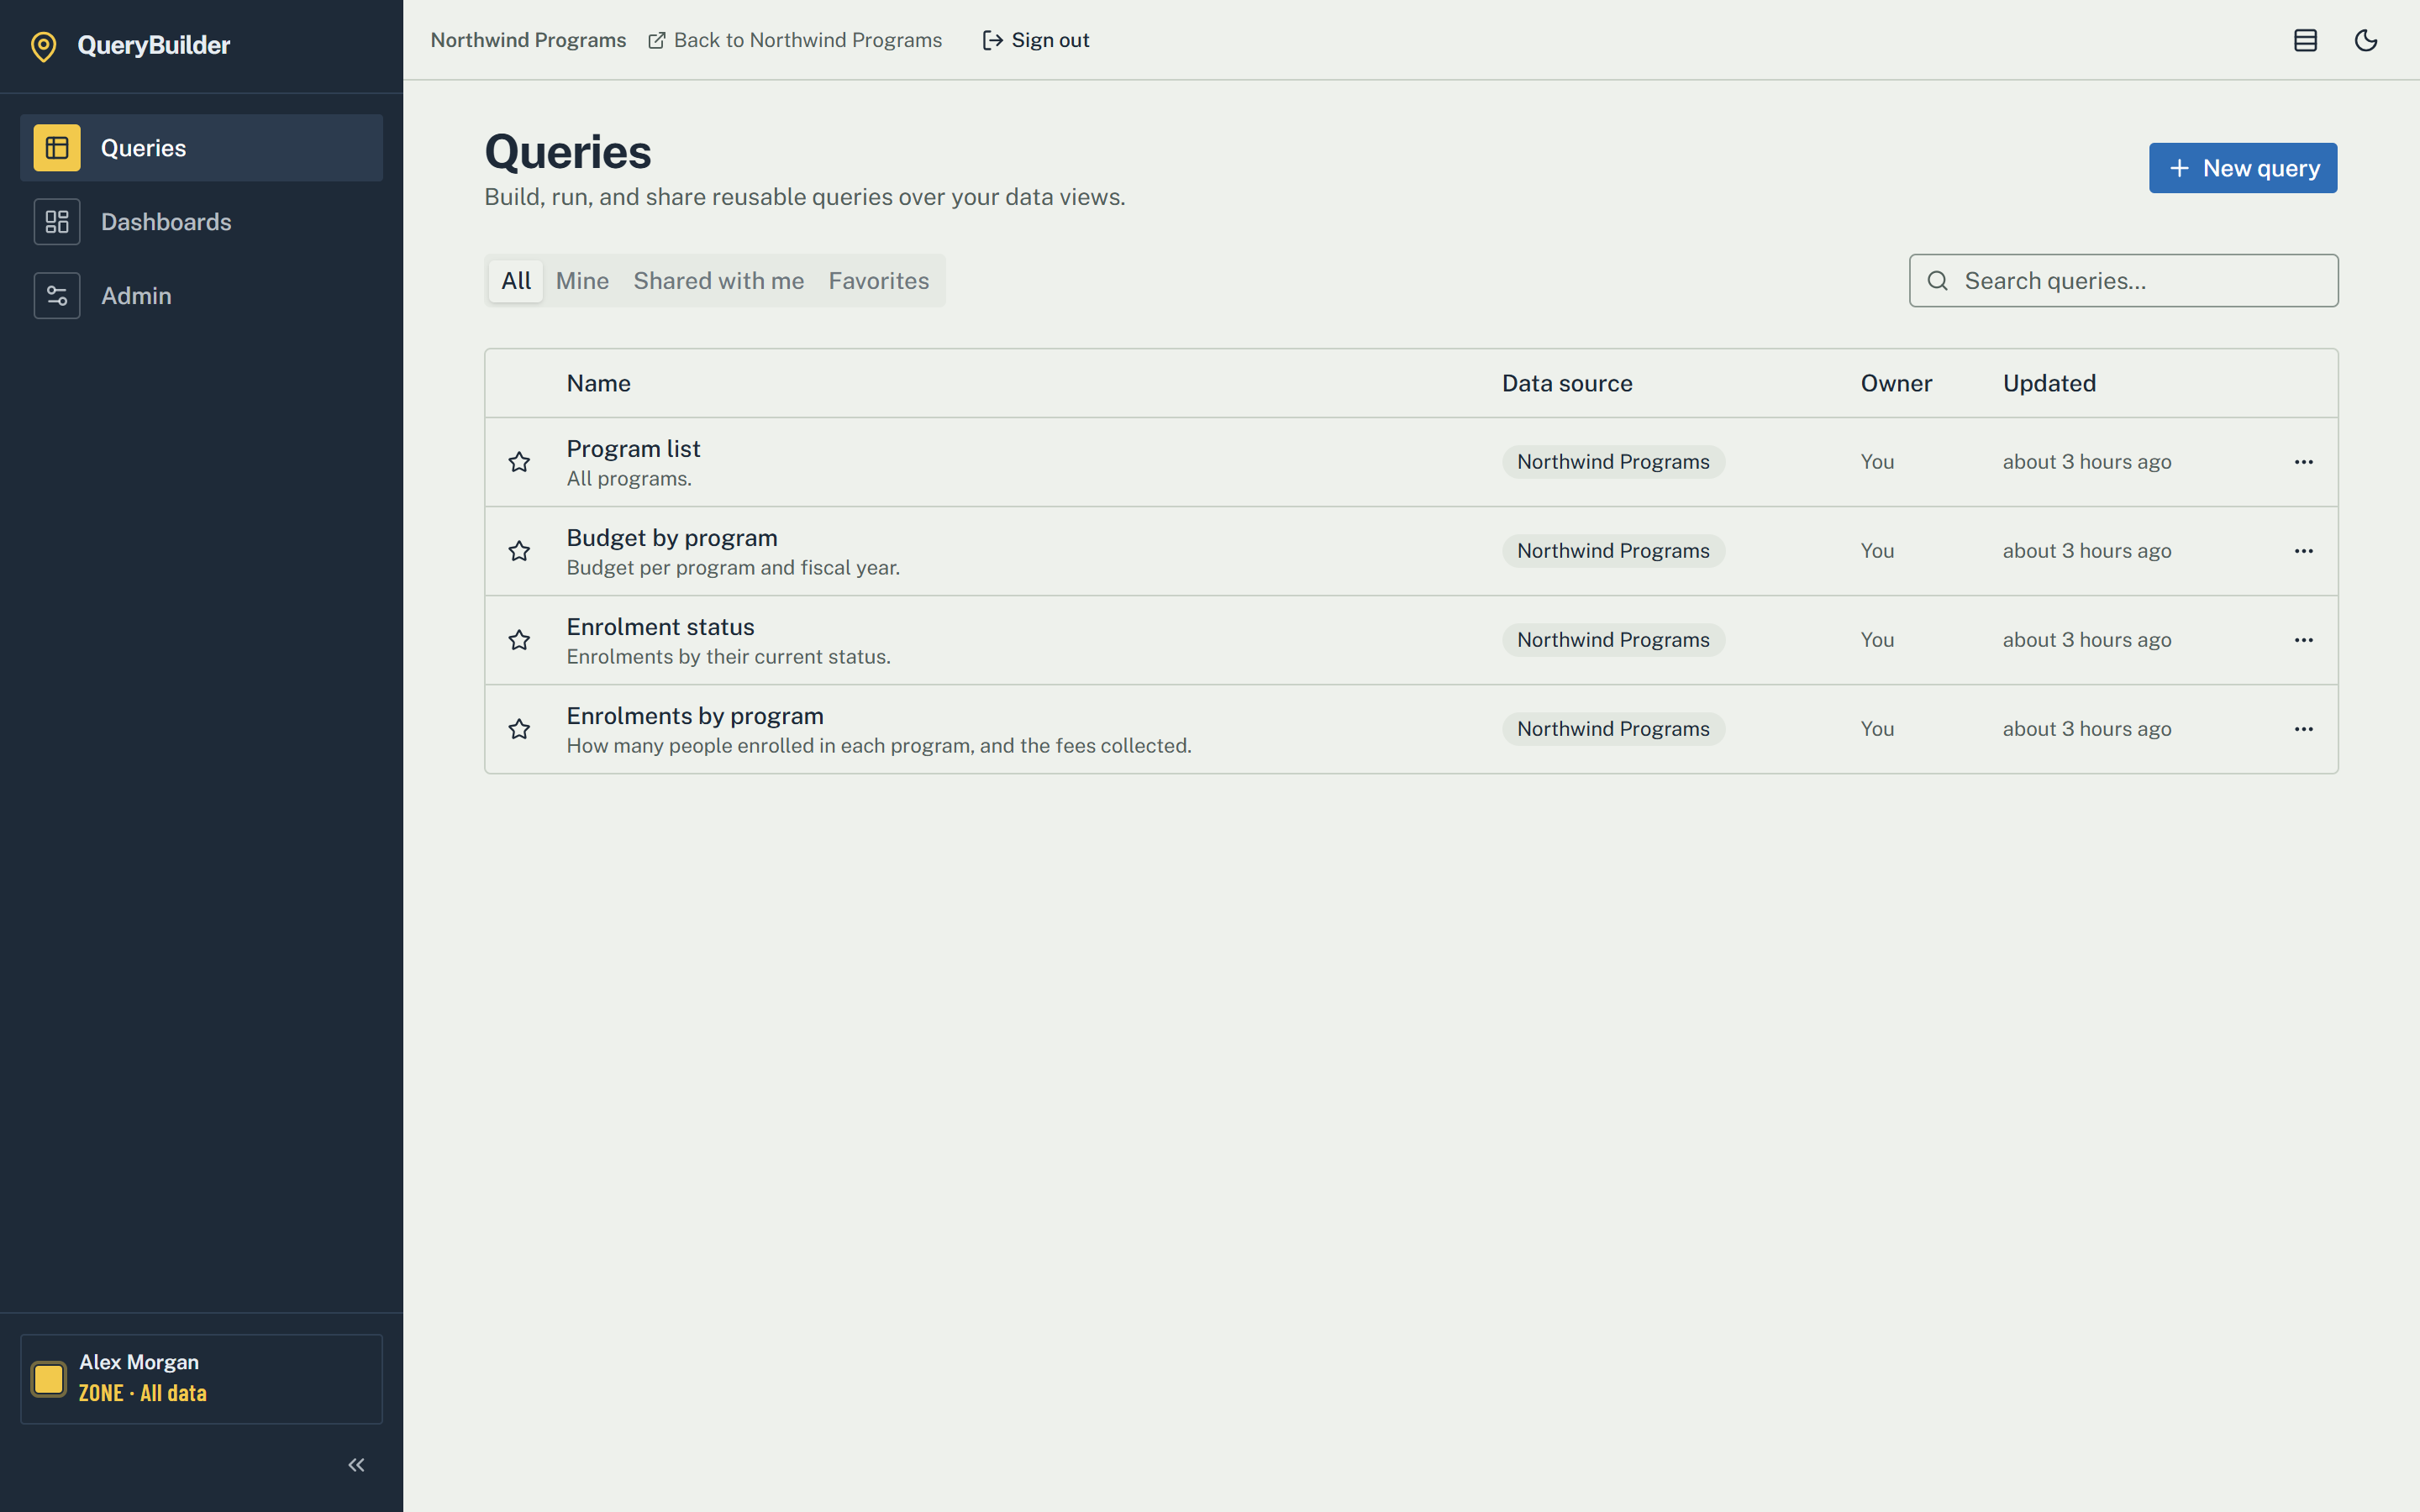 QueryBuilder
Queries
Dashboards
Admin
Alex Morgan
ZONE · All data
Northwind Programs
Back to Northwind Programs
Sign out
Queries
Build, run, and share reusable queries over your data views.
New query
All
Mine
Shared with me
Favorites
Search queries...
Name
Data source
Owner
Updated
Program list
All programs.
Northwind Programs
You
about 3 hours ago
Budget by program
Budget per program and fiscal year.
Northwind Programs
You
about 3 hours ago
Enrolment status
Enrolments by their current status.
Northwind Programs
You
about 3 hours ago
Enrolments by program
How many people enrolled in each program, and the fees collected.
Northwind Programs
You
about 3 hours ago